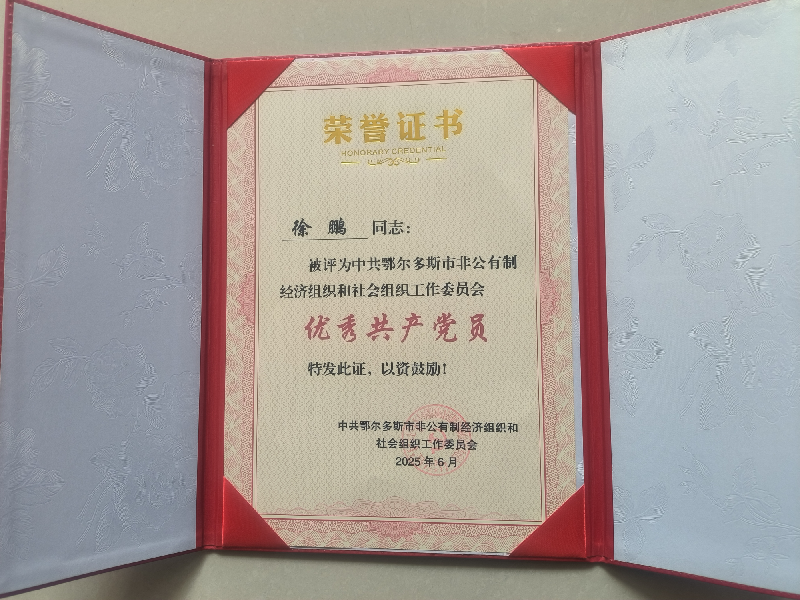 荣誉证书
HONORARY CREDENTIAL
徐鹏 同志：
被评为中共鄂尔多斯市非公有制
经济组织和社会组织工作委员会
优秀共产党员
特发此证，以资鼓励！
中共鄂尔多斯市非公有制经济组织和
社会组织工作委员会
2025年6月